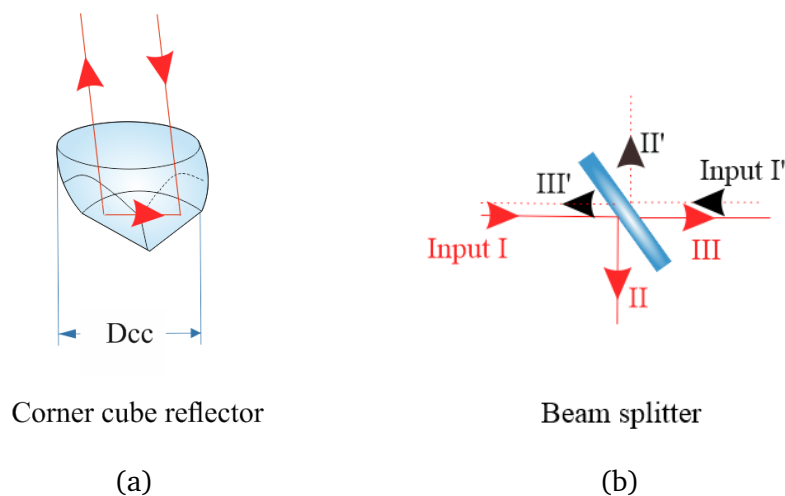 Dcc
Corner cube reflector
(a)
II'
Input I'
III'
Input I
III
II
Beam splitter
(b)